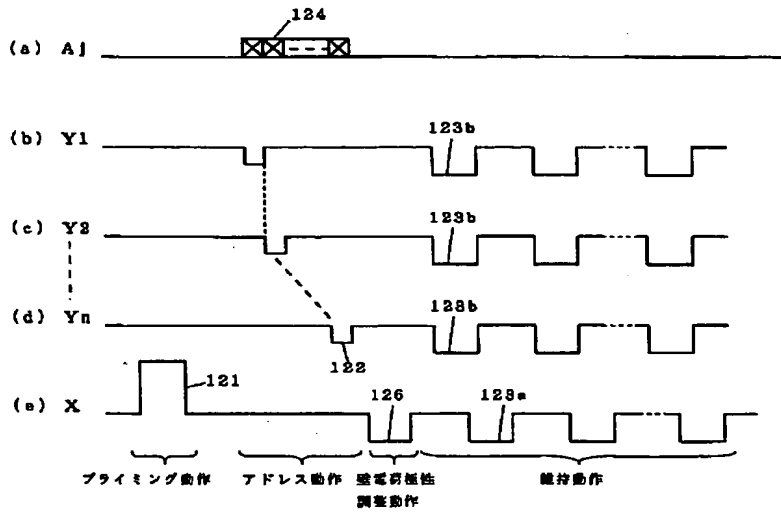 124
(a) Aj
(b) Y1
123b
(c) Y2
123b
(d) Yn
123b
122
121
(e) X
126
123a
プライミング動作
アドレス動作
壁電荷極性
調整動作
維持動作